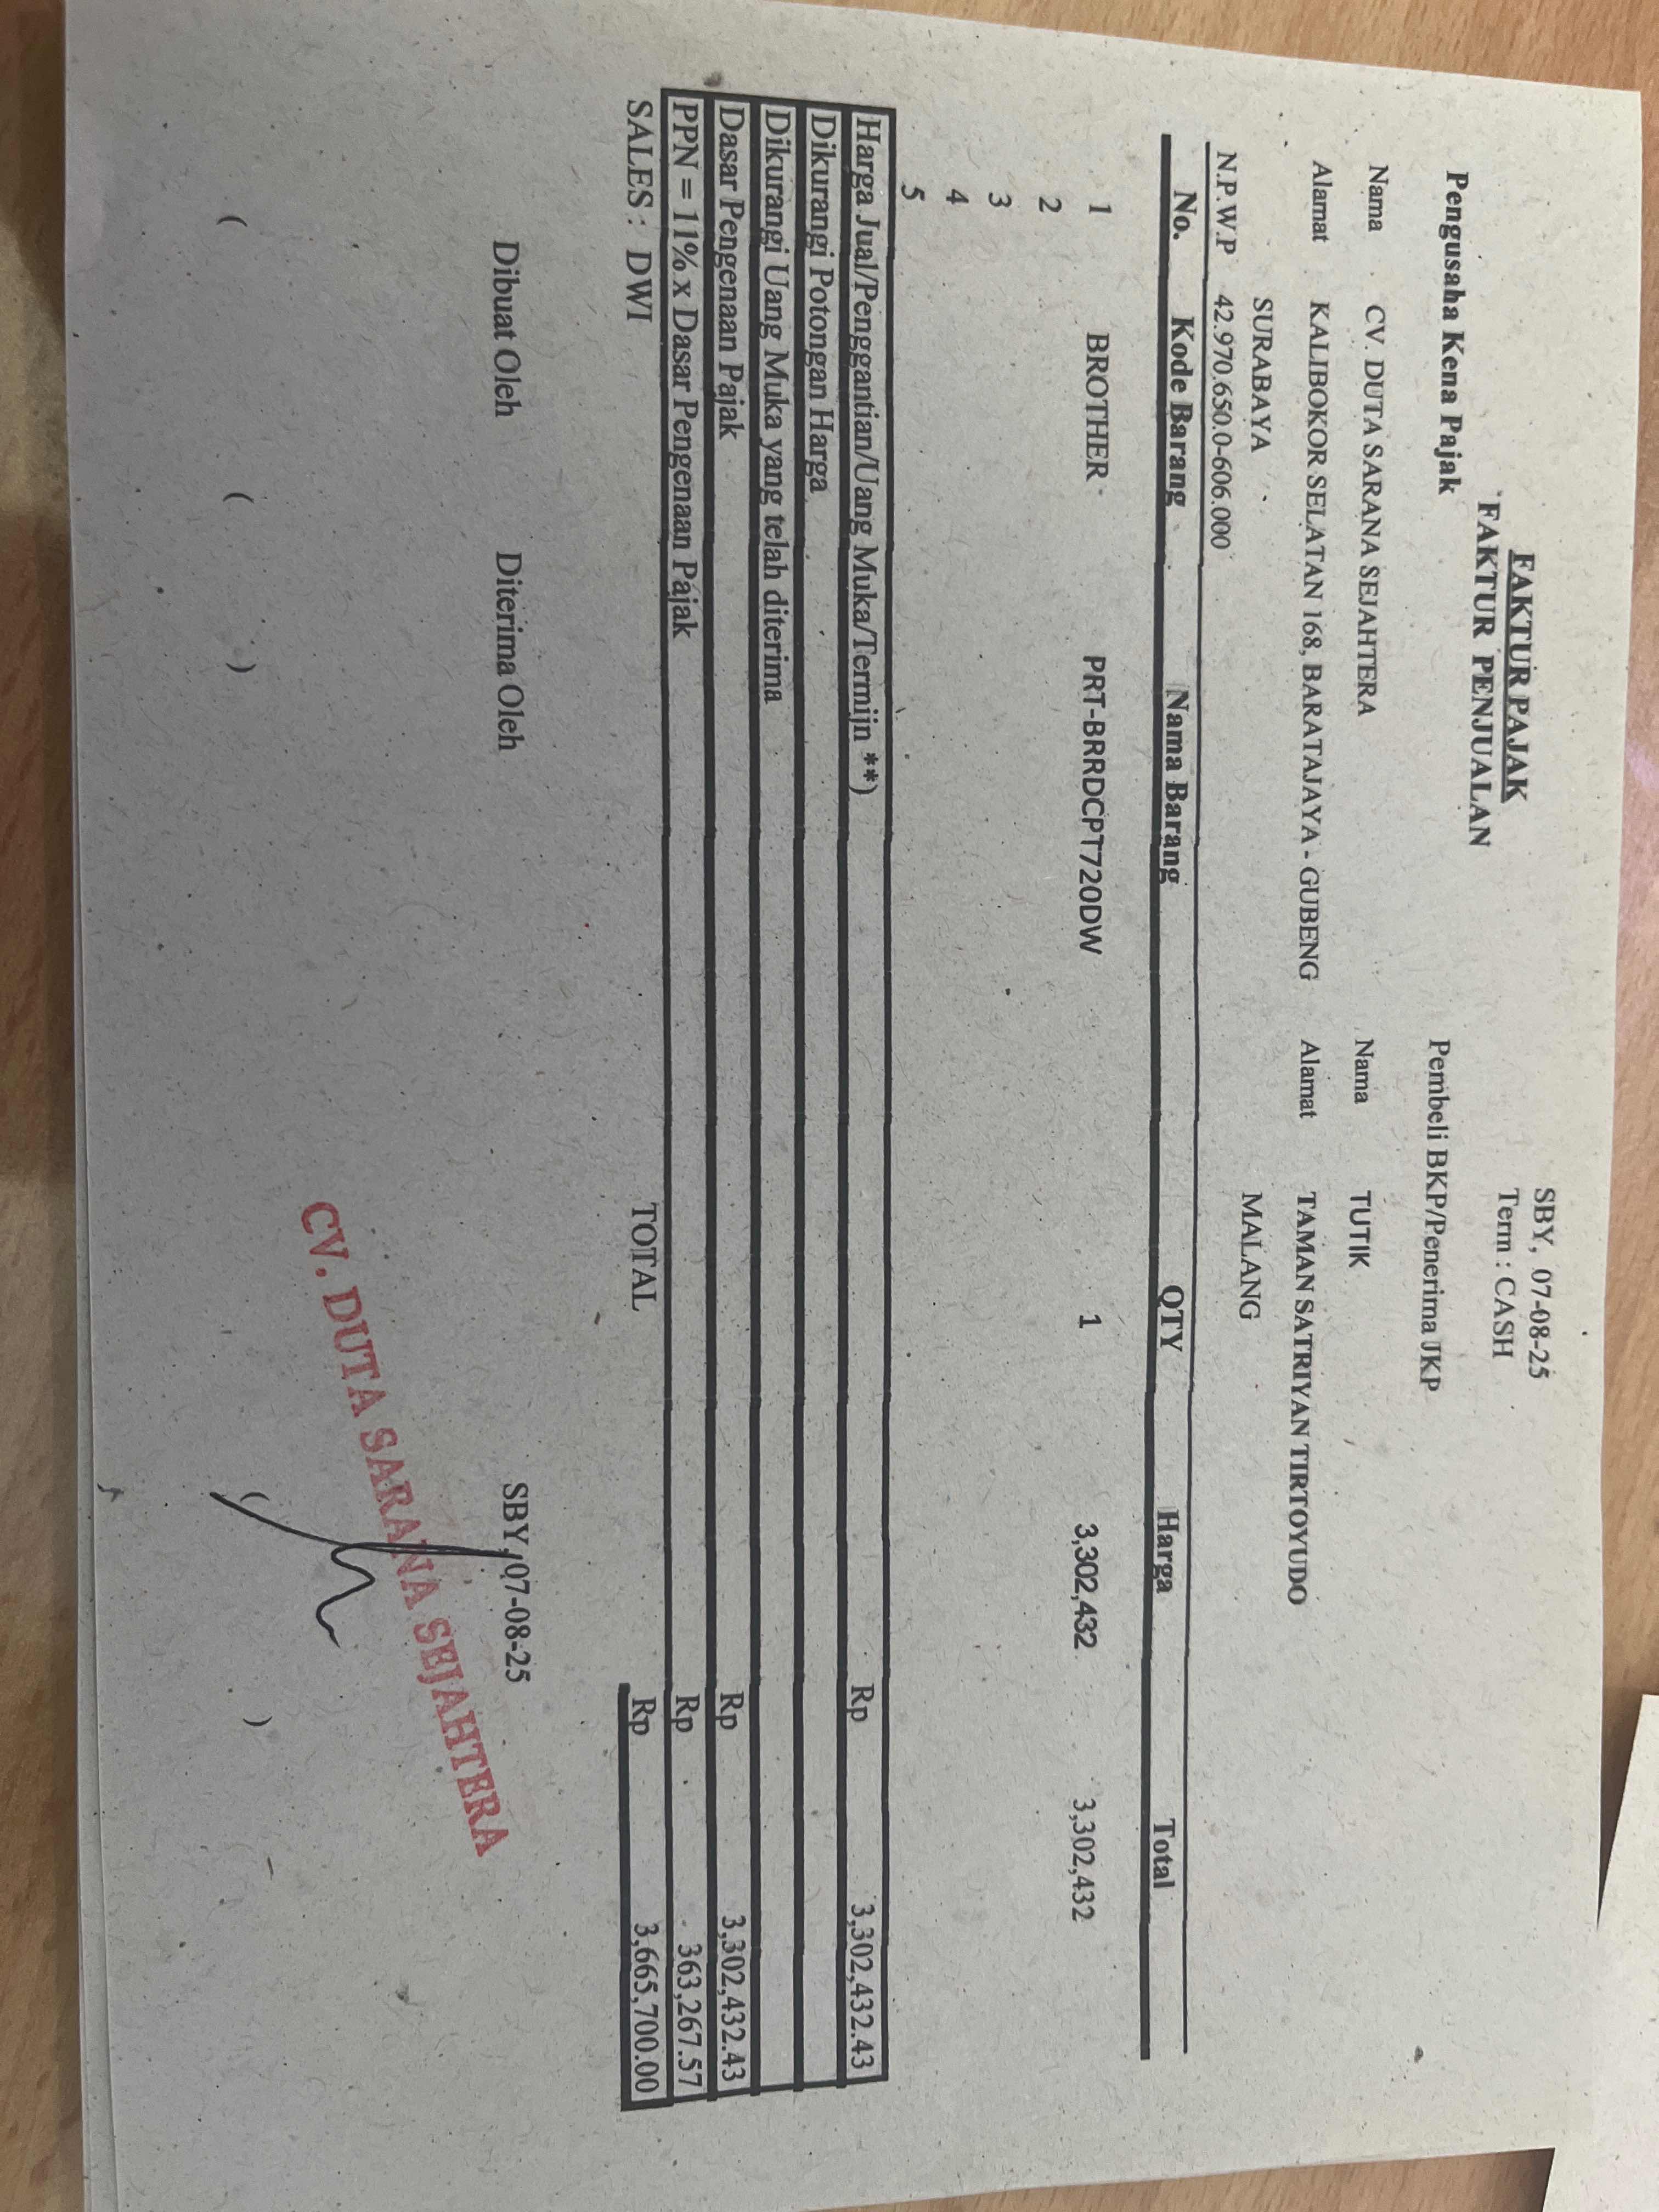 SBY, 07-08-25
FAKTUR PAJAK
Term : CASH
FAKTUR PENJUALAN
Pengusaha Kena Pajak
Pembeli BKP/Penerima JKP
Nama CV. DUTA SARANA SEJAHTERA
Nama TUTIK
Alamat KALIBOKOR SELATAN 168, BARATAJAYA - GUBENG
Alamat TAMAN SATRIYAN TIRTOYUDO
SURABAYA
MALANG
N.P.W.P 42.970.650.0-606.000
No. Kode Barang Nama Barang QTY Harga Total
1 BROTHER PRT-BRRDCPT720DW 1 3,302,432 3,302,432
2
3
4
5
Harga Jual/Penggantian/Uang Muka/Termijn **) Rp 3,302,432.43
Dikurangi Potongan Harga
Dikurangi Uang Muka yang telah diterima
Dasar Pengenaan Pajak Rp 3,302,432.43
PPN = 11% x Dasar Pengenaan Pajak Rp 363,267.57
SALES : DWI TOTAL Rp 3,665,700.00
Dibuat Oleh Diterima Oleh SBY, 07-08-25
CV. DUTA SARANA SEJAHTERA
( ( ) ( )